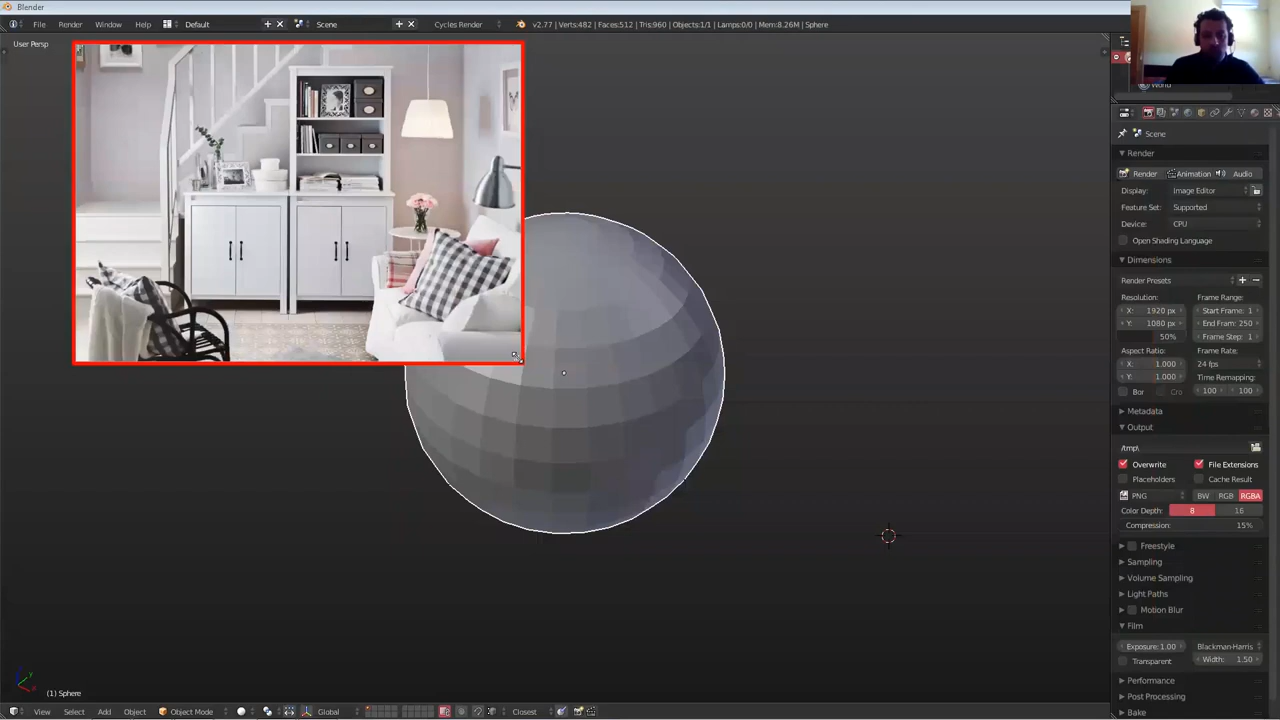 Blender
File Render Window Help Default Scene Cycles Render v2.77 | Verts:482 | Faces:512 | Tris:960 | Objects:1/1 | Lamps:0/0 | Mem:8.26M | Sphere
User Persp
World
Scene
Render
Render Animation Audio
Display: Image Editor
Feature Set: Supported
Device: CPU
Open Shading Language
Dimensions
Render Presets
Resolution: Frame Range:
X: 1920 Start Frame: 1
Y: 1080 px End Fram: 250
50% Frame Step: 1
Aspect Ratio: Frame Rate:
X: 1.000 24 fps
Y: 1.000 Time Remapping:
Bor Cro 100 100
Metadata
Output
/tmp\
Overwrite File Extensions
Placeholders Cache Result
PNG BW RGB RGBA
Color Depth: 8 16
Compression: 15%
Freestyle
Sampling
Volume Sampling
Light Paths
Motion Blur
Film
Exposure: 1.00 Blackman-Harris
Transparent Width: 1.50
Performance
Post Processing
Bake
(1) Sphere
View Select Add Object Object Mode Global Closest